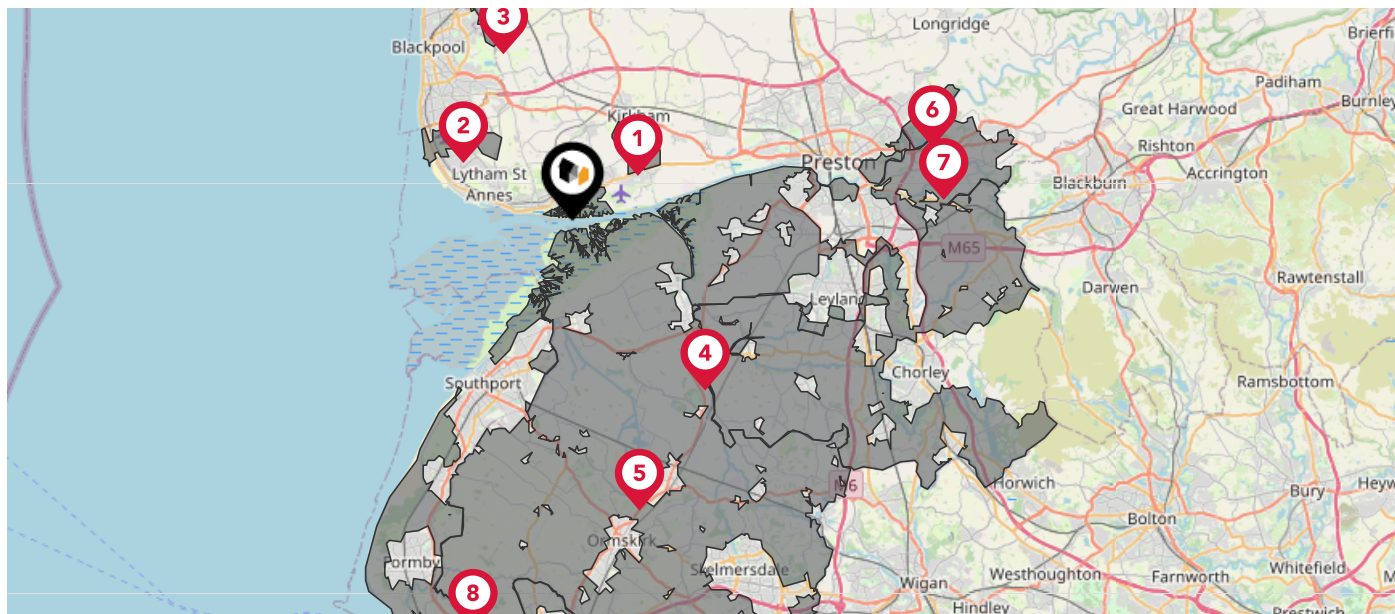 3
Longridge
Blackpool
Brierfi
Padiham
Burnley
6
Great Harwood
2
Kirkham
1
Rishton
Preston
7
Accrington
Lytham St
Annes
Blackburn
M65
Rawtenstall
Darwen
Leyland
4
Chorley
Southport
Ramsbottom
5
M6
Horwich
Bury
Heyw
Bolton
Ormskirk
Formby
Skelmersdale
Wigan
Westhoughton
Farnworth
Whitefield
M
8
Hindley
Prestwich